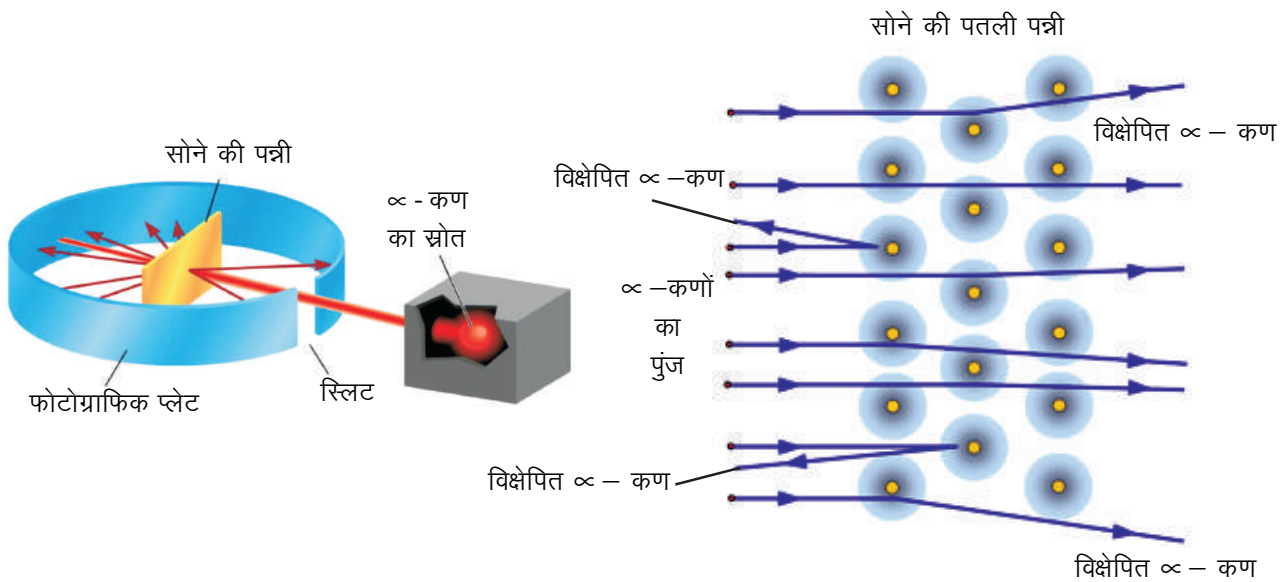 सोने की पन्नी
∝ - कण
का स्रोत
फोटोग्राफिक प्लेट
स्लिट
सोने की पतली पन्नी
विक्षेपित ∝ – कण
विक्षेपित ∝ –कण
∝ –कणों
का
पुंज
विक्षेपित ∝ – कण
विक्षेपित ∝ – कण